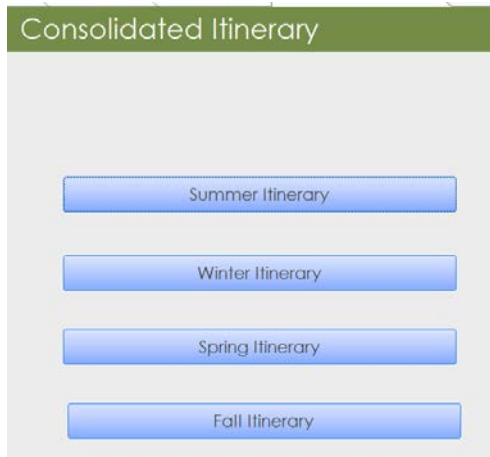 Consolidated Itinerary
Summer Itinerary
Winter Itinerary
Spring Itinerary
Fall Itinerary